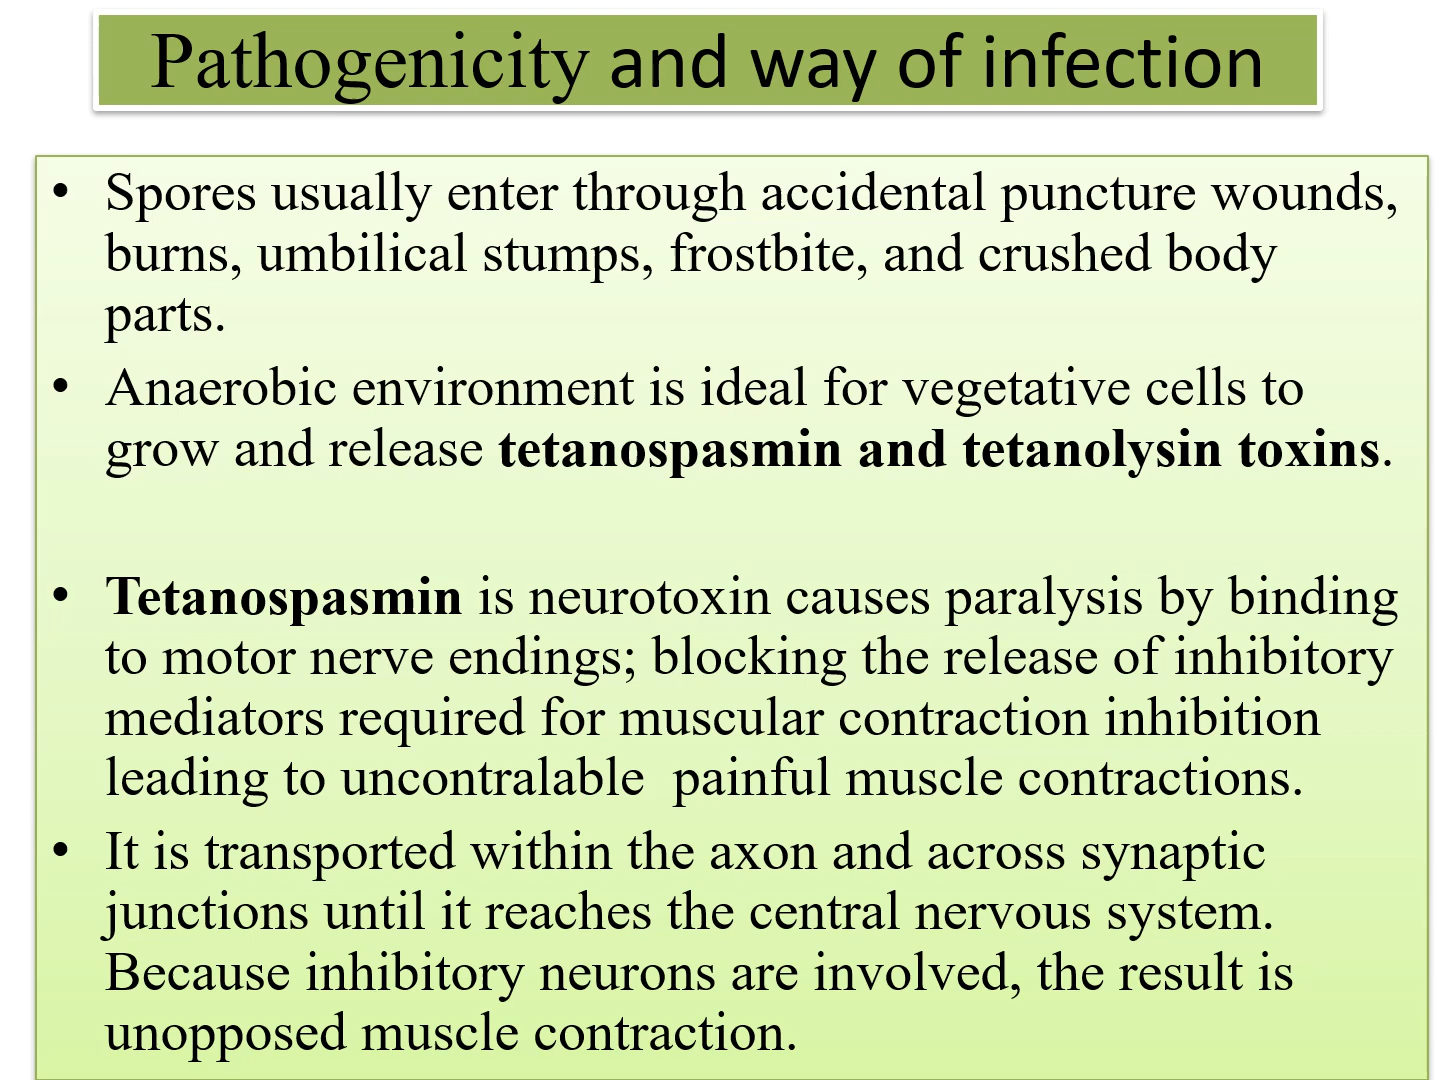 Pathogenicity and way of infection
• Spores usually enter through accidental puncture wounds,
burns, umbilical stumps, frostbite, and crushed body
parts.
• Anaerobic environment is ideal for vegetative cells to
grow and release tetanospasmin and tetanolysin toxins.
• Tetanospasmin is neurotoxin causes paralysis by binding
to motor nerve endings; blocking the release of inhibitory
mediators required for muscular contraction inhibition
leading to uncontralable  painful muscle contractions.
• It is transported within the axon and across synaptic
junctions until it reaches the central nervous system.
Because inhibitory neurons are involved, the result is
unopposed muscle contraction.